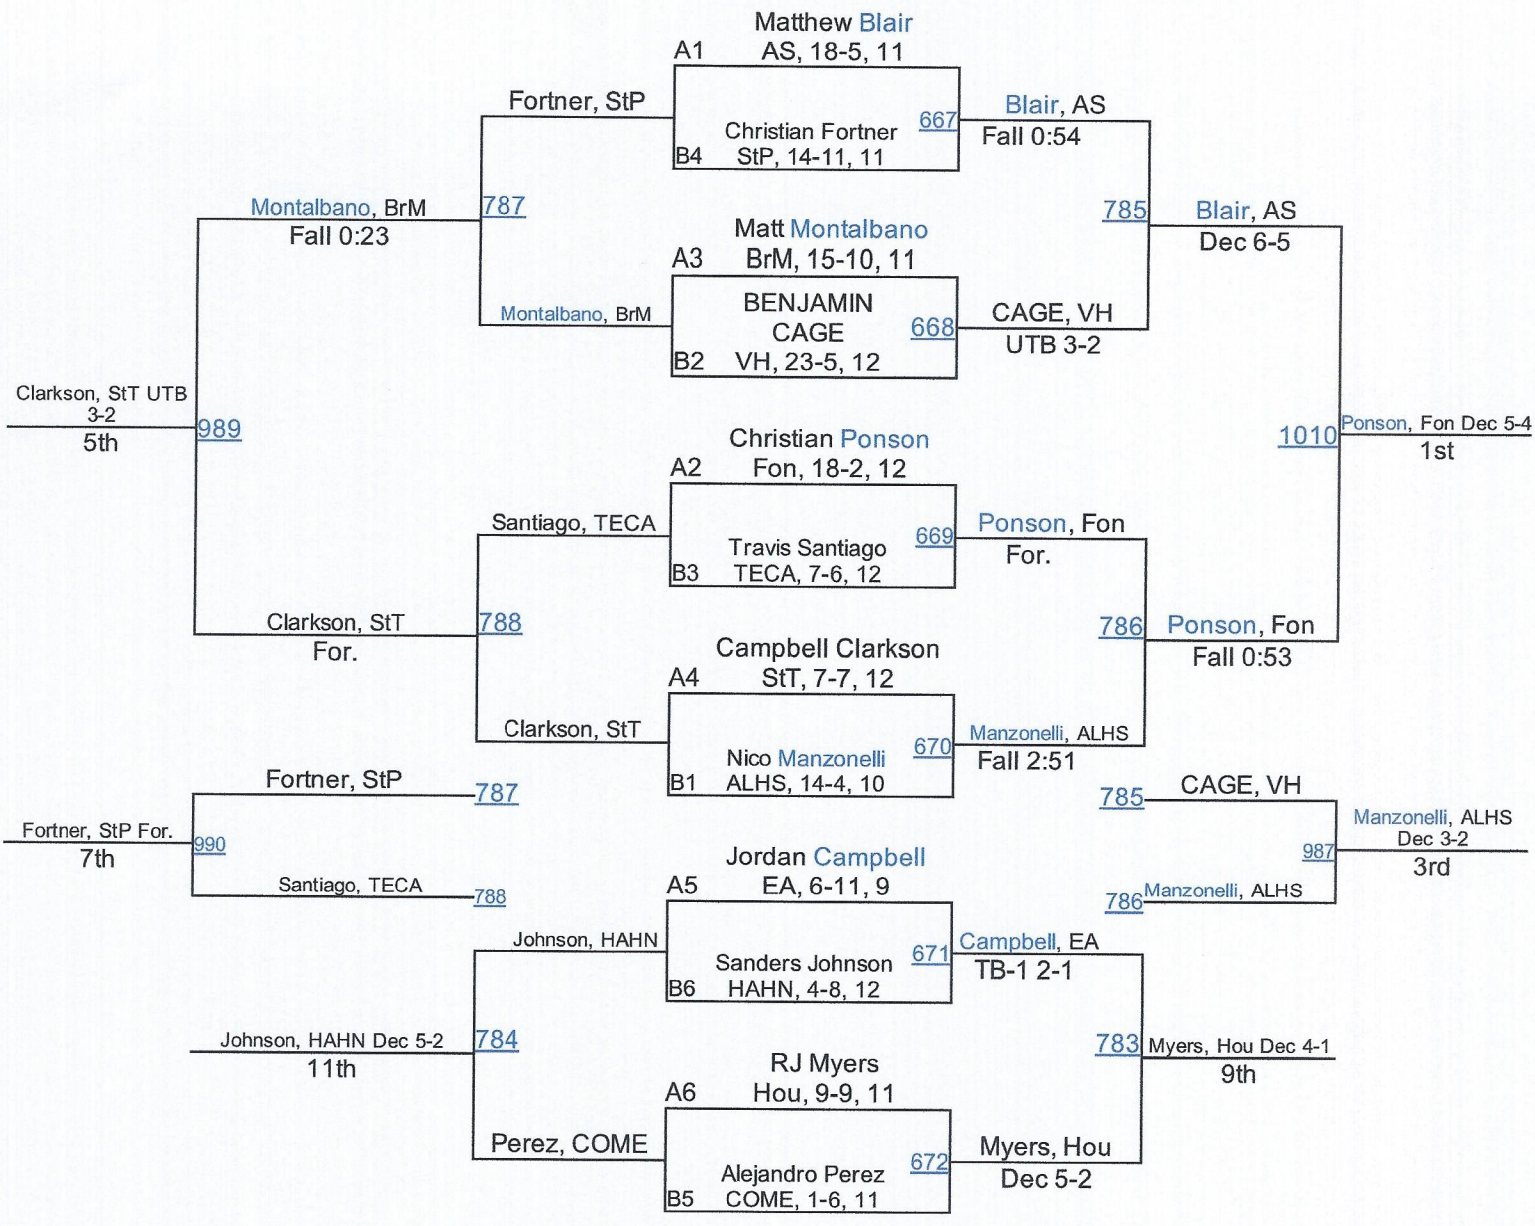 Matthew Blair
A1 AS, 18-5, 11
Fortner, StP
667
Blair, AS
Fall 0:54
Christian Fortner
B4 StP, 14-11, 11
Montalbano, BrM
Fall 0:23
787
785
Blair, AS
Dec 6-5
Matt Montalbano
A3 BrM, 15-10, 11
BENJAMIN
CAGE
B2 VH, 23-5, 12
Montalbano, BrM
668
CAGE, VH
UTB 3-2
Clarkson, StT UTB
3-2
5th
989
1010
Ponson, Fon Dec 5-4
1st
Christian Ponson
A2 Fon, 18-2, 12
Santiago, TECA
669
Ponson, Fon
For.
Travis Santiago
B3 TECA, 7-6, 12
Clarkson, StT
For.
788
786
Ponson, Fon
Fall 0:53
Campbell Clarkson
A4 StT, 7-7, 12
Clarkson, StT
670
Manzonelli, ALHS
Fall 2:51
Nico Manzonelli
B1 ALHS, 14-4, 10
Fortner, StP
787
785
CAGE, VH
Fortner, StP For.
7th
990
987
Manzonelli, ALHS
Dec 3-2
3rd
Santiago, TECA
788
786
Manzonelli, ALHS
Jordan Campbell
A5 EA, 6-11, 9
Johnson, HAHN
671
Campbell, EA
TB-1 2-1
Sanders Johnson
B6 HAHN, 4-8, 12
Johnson, HAHN Dec 5-2
11th
784
783
Myers, Hou Dec 4-1
9th
RJ Myers
A6 Hou, 9-9, 11
Perez, COME
672
Myers, Hou
Dec 5-2
Alejandro Perez
B5 COME, 1-6, 11